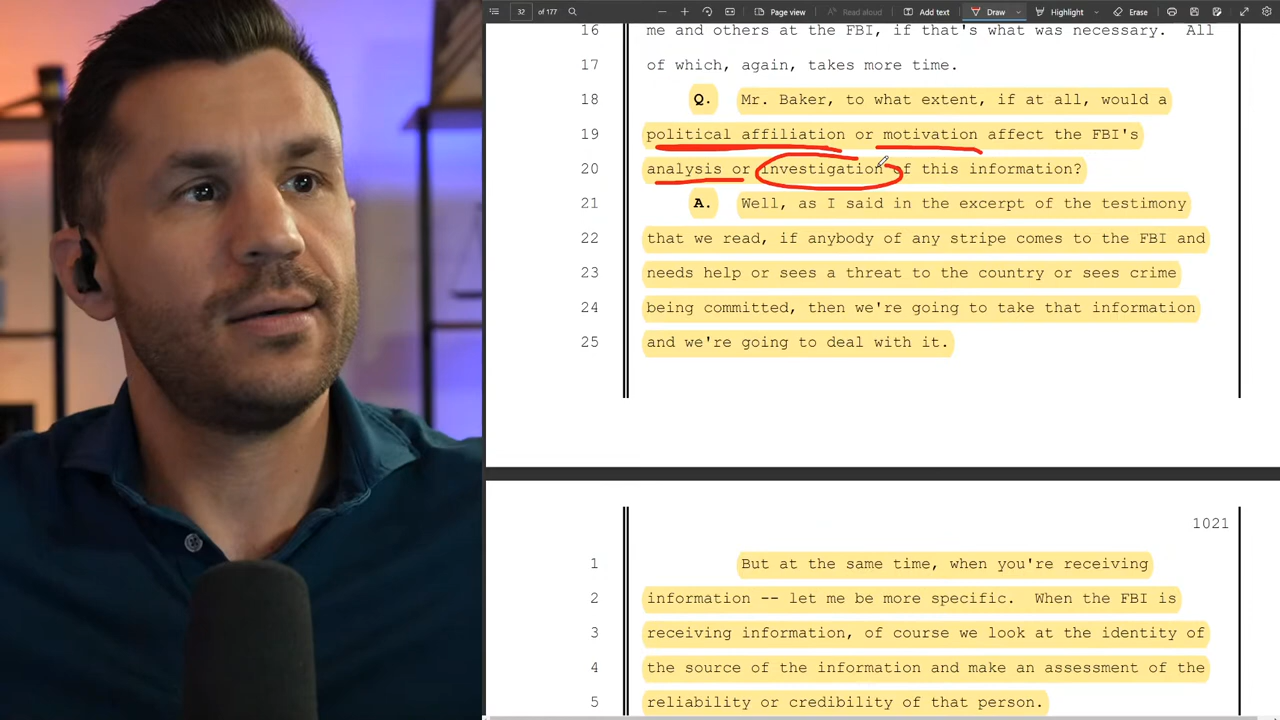 32 of 177 Page view Read aloud Add text Draw Highlight Erase
16 me and others at the FBI, if that's what was necessary. All
17 of which, again, takes more time.
18 Q. Mr. Baker, to what extent, if at all, would a
19 political affiliation or motivation affect the FBI's
20 analysis or investigation of this information?
21 A. Well, as I said in the excerpt of the testimony
22 that we read, if anybody of any stripe comes to the FBI and
23 needs help or sees a threat to the country or sees crime
24 being committed, then we're going to take that information
25 and we're going to deal with it.
1021
1 But at the same time, when you're receiving
2 information -- let me be more specific. When the FBI is
3 receiving information, of course we look at the identity of
4 the source of the information and make an assessment of the
5 reliability or credibility of that person.